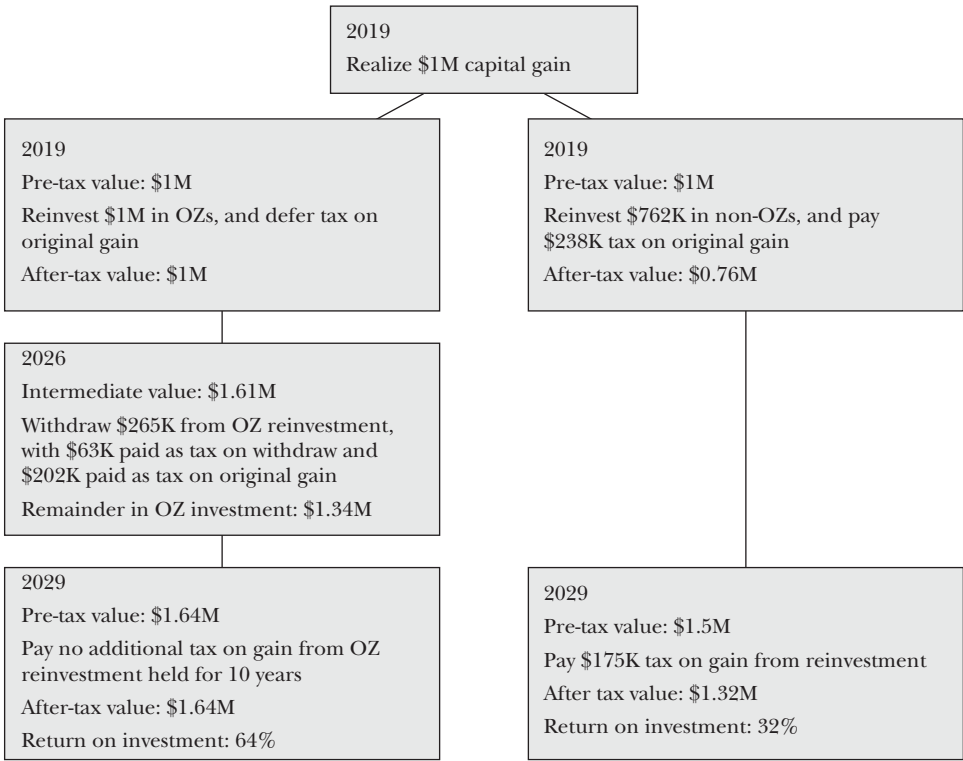 2019
Realize $1M capital gain
2019
Pre-tax value: $1M
Reinvest $1M in OZs, and defer tax on
original gain
After-tax value: $1M
2019
Pre-tax value: $1M
Reinvest $762K in non-OZs, and pay
$238K tax on original gain
After-tax value: $0.76M
2026
Intermediate value: $1.61M
Withdraw $265K from OZ reinvestment,
with $63K paid as tax on withdraw and
$202K paid as tax on original gain
Remainder in OZ investment: $1.34M
2029
Pre-tax value: $1.64M
Pay no additional tax on gain from OZ
reinvestment held for 10 years
After-tax value: $1.64M
Return on investment: 64%
2029
Pre-tax value: $1.5M
Pay $175K tax on gain from reinvestment
After tax value: $1.32M
Return on investment: 32%